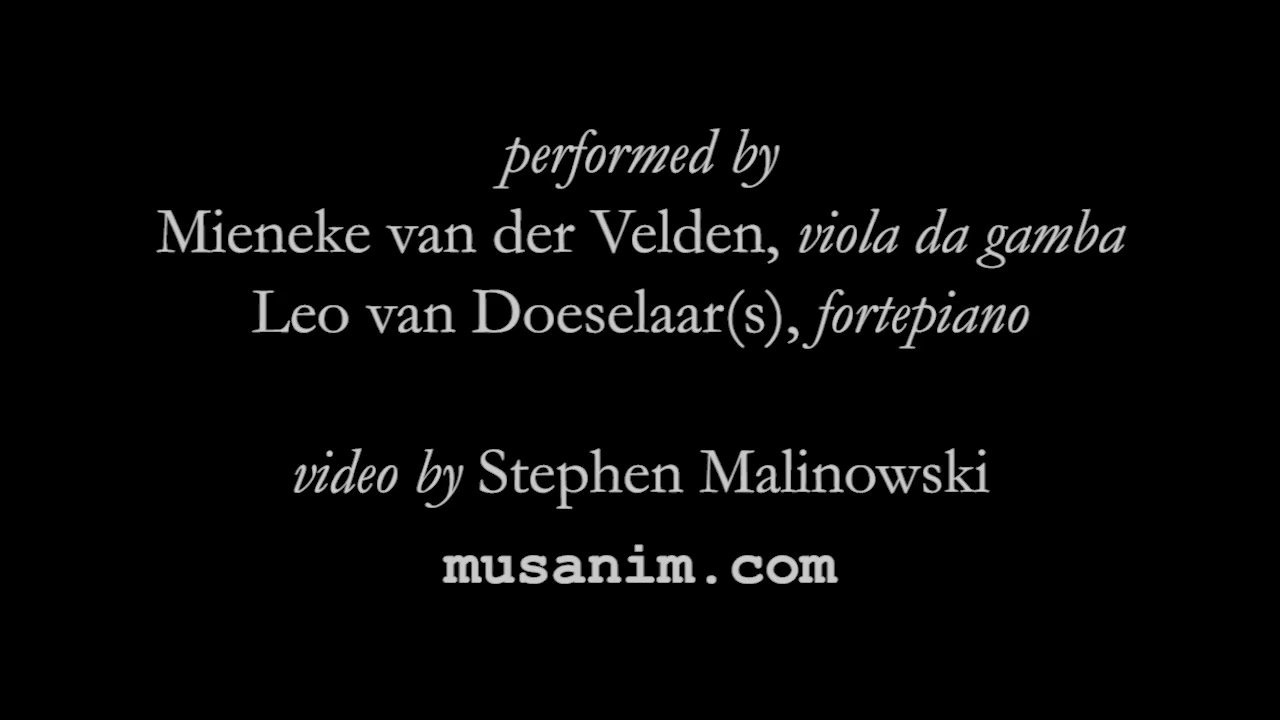 performed by
Mieneke van der Velden, viola da gamba
Leo van Doeselaar(s), fortepiano
video by Stephen Malinowski
musanim.com